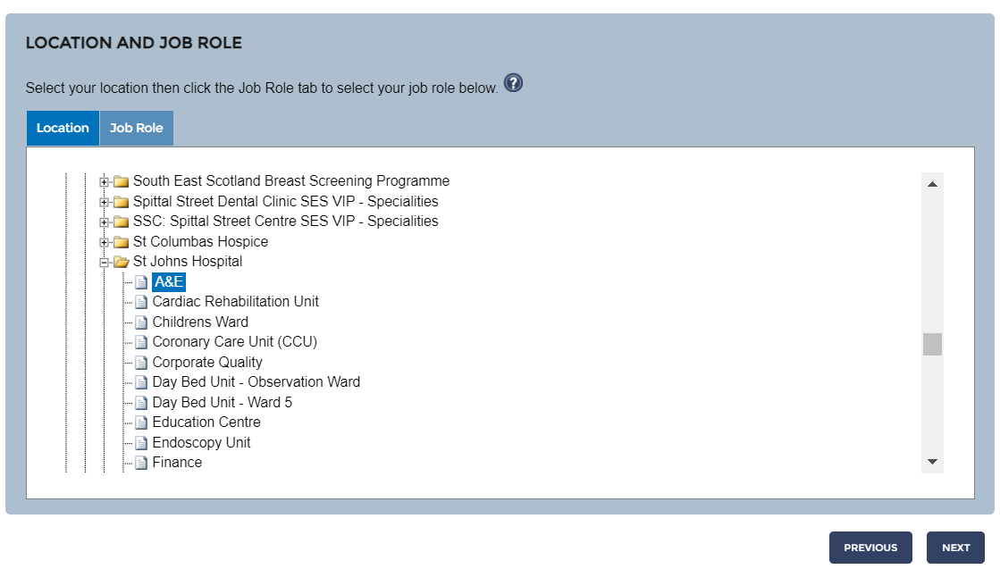 LOCATION AND JOB ROLE
Select your location then click the Job Role tab to select your job role below. ?
Location Job Role
South East Scotland Breast Screening Programme
Spittal Street Dental Clinic SES VIP - Specialities
SSC: Spittal Street Centre SES VIP - Specialities
St Columbas Hospice
St Johns Hospital
A&E
Cardiac Rehabilitation Unit
Childrens Ward
Coronary Care Unit (CCU)
Corporate Quality
Day Bed Unit - Observation Ward
Day Bed Unit - Ward 5
Education Centre
Endoscopy Unit
Finance
PREVIOUS NEXT